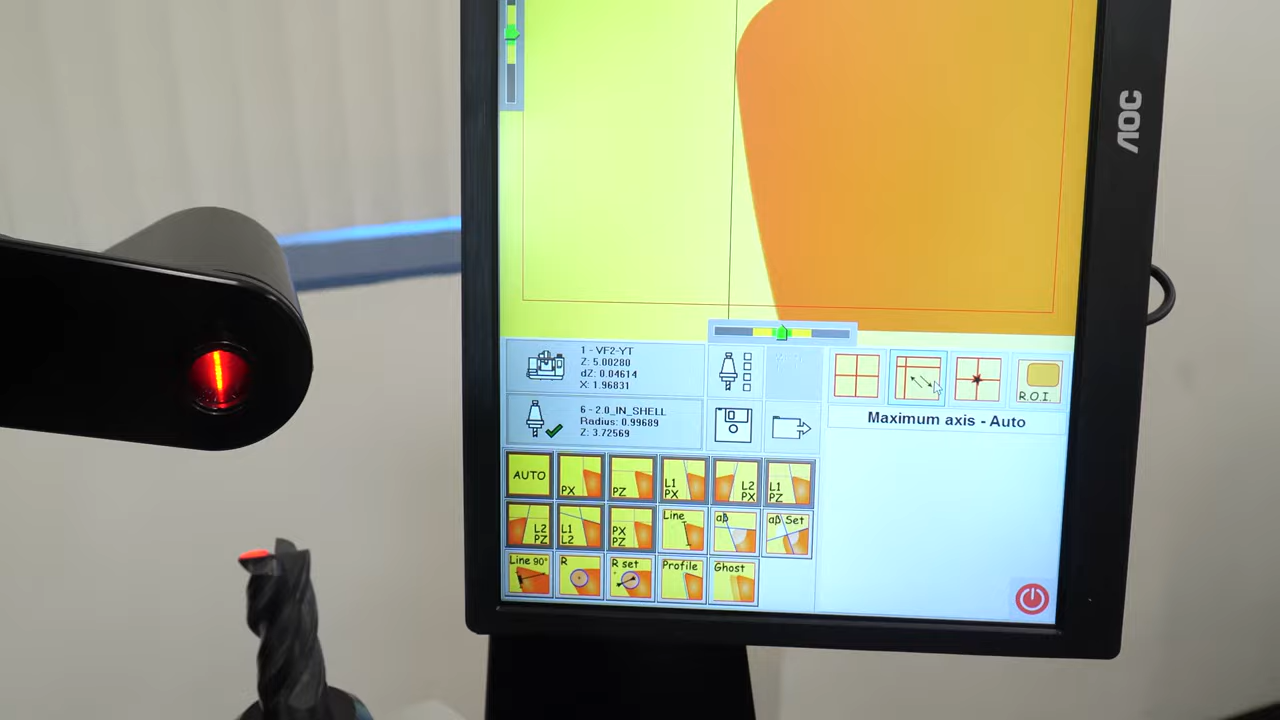 AOC
1 - VF2-YT
Z: 5.00280
dZ: 0.04614
X: 1.96831
6 - 2.0_IN_SHELL
Radius: 0.99689
Z: 3.72569
R.O.I.
Maximum axis - Auto
AUTO
PX
PZ
L1
PX
L2
PX
L1
PZ
L2
PZ
L1
L2
PX
PZ
Line
aβ
aβ Set
Line 90°
R
R set
Profile
Ghost